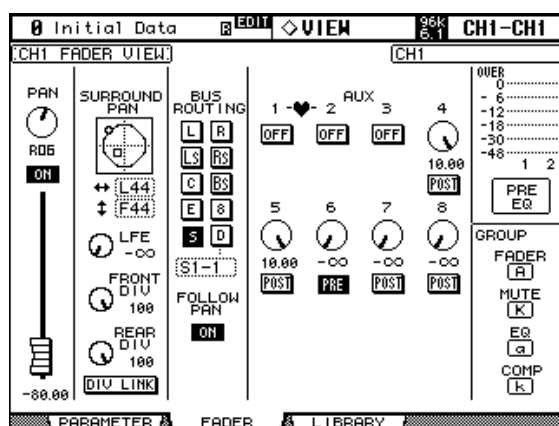 0 Initial Data EDIT ◇VIEW 96K 6.1 CH1-CH1
CH1 FADER VIEW CH1
PAN
R06
ON
-80.00
SURROUND
PAN
↔ L44
↕ F44
LFE
-∞
FRONT
DIV
100
REAR
DIV
100
DIV LINK
BUS
ROUTING
L R
LS RS
C BS
E 8
S D
S1-1
FOLLOW
PAN
ON
AUX
1 -♥- 2 3 4
OFF OFF OFF
10.00
POST
5 6 7 8
10.00 -∞ -∞ -∞
POST PRE POST POST
OVER
0
-6
-12
-18
-30
-48
1 2
PRE
EQ
GROUP
FADER
A
MUTE
K
EQ
a
COMP
k
PARAMETER FADER LIBRARY